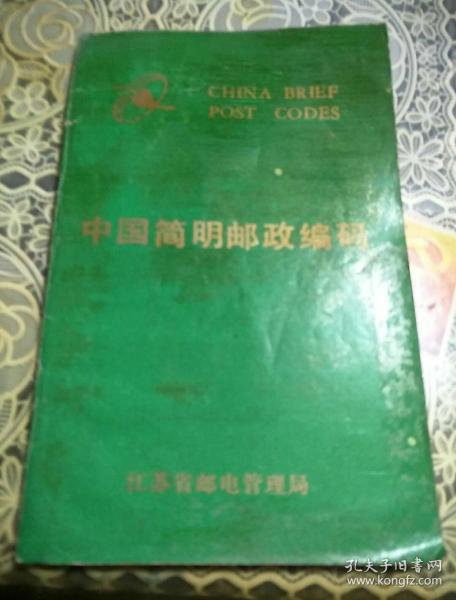 CHINA BRIEF
POST CODES
中国简明邮政编码
江苏省邮电管理局
孔夫子旧书网
www.kongfz.com